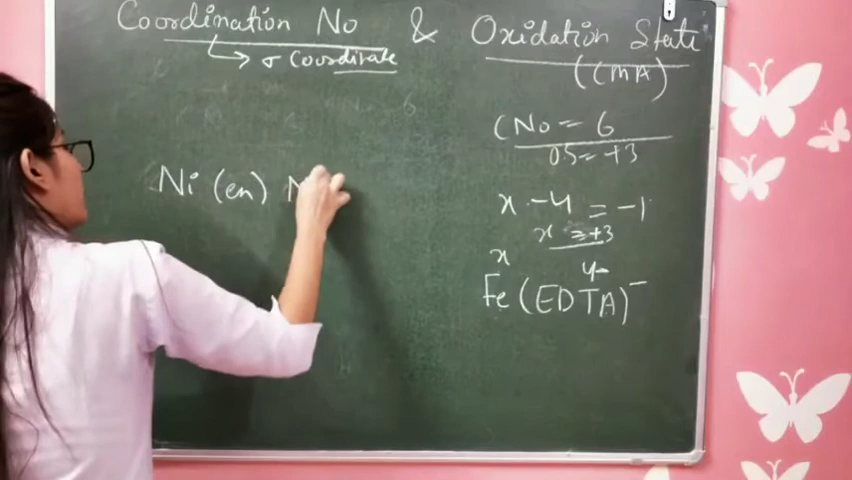 Coordination No & Oxidation State
σ Coordinate
(CMA)
CNo = 6
OS = +3
x - 4 = -1
x = +3
x
4-
Fe (EDTA)⁻
Ni (en) N